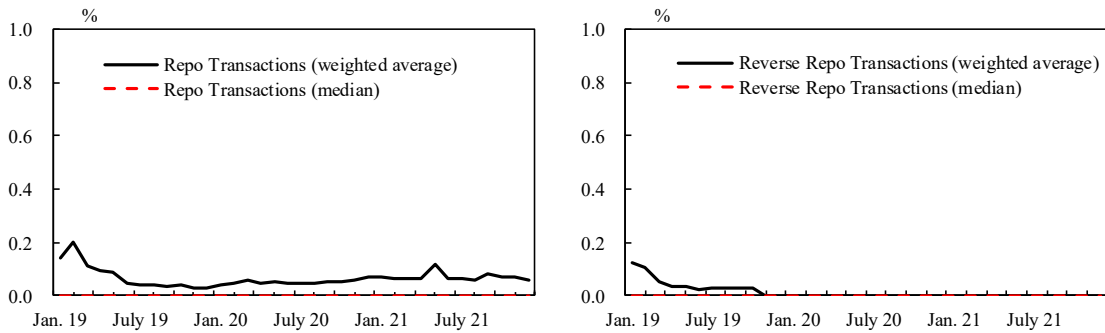 %
1.0
0.8
0.6
0.4
0.2
0.0
Repo Transactions (weighted average)
Repo Transactions (median)
Jan. 19 July 19 Jan. 20 July 20 Jan. 21 July 21
%
1.0
0.8
0.6
0.4
0.2
0.0
Reverse Repo Transactions (weighted average)
Reverse Repo Transactions (median)
Jan. 19 July 19 Jan. 20 July 20 Jan. 21 July 21